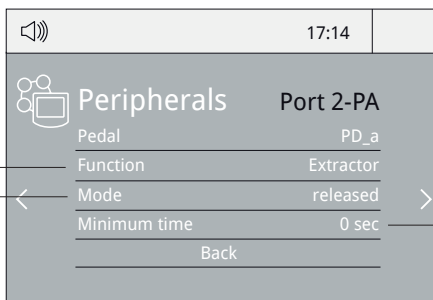 17:14
Peripherals Port 2-PA
Pedal PD_a
Function Extractor
Mode released
Minimum time 0 sec
Back